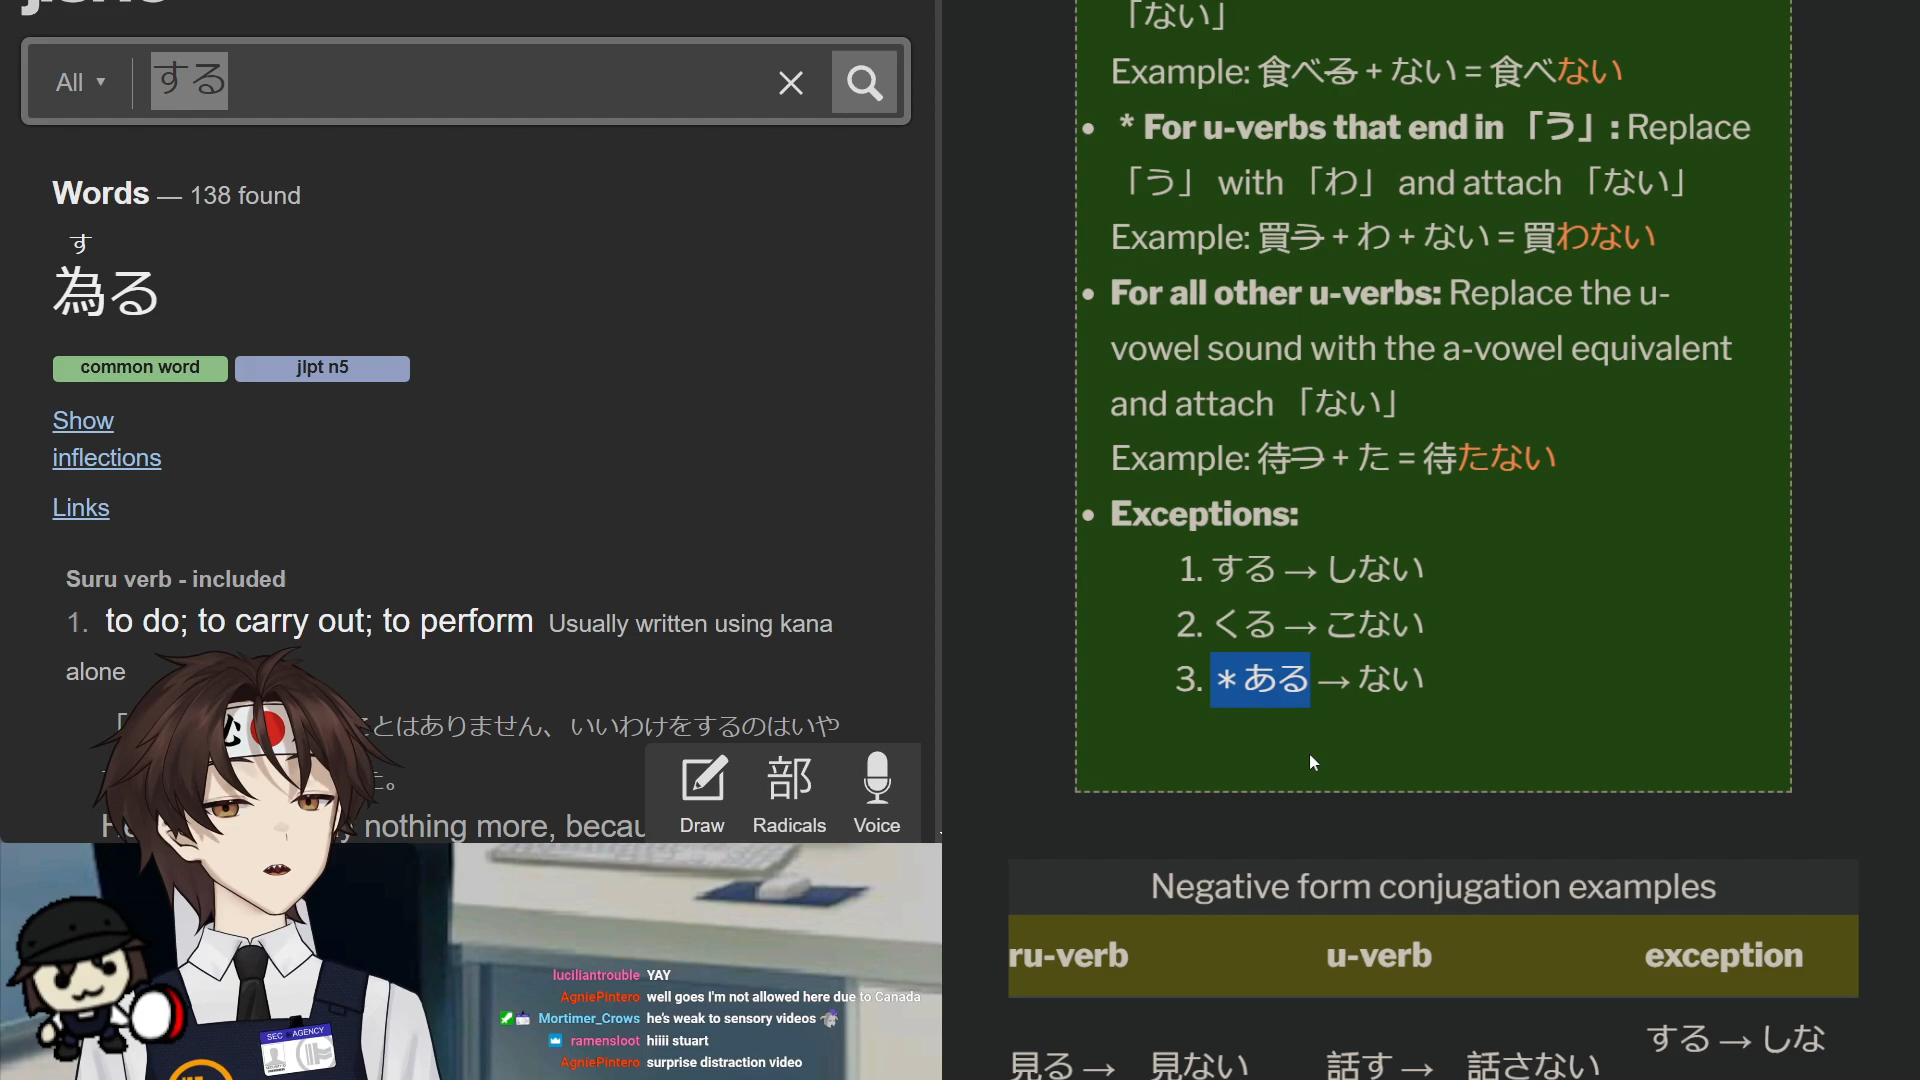 All ▼ する
Words — 138 found
す
為る
common word jlpt n5
Show
inflections
Links
Suru verb - included
1. to do; to carry out; to perform Usually written using kana
alone
ことはありません、いいわけをするのはいや
た。
nothing more, becau
Draw Radicals Voice
SEC AGENCY
luciliantrouble YAY
AgniePintero well goes I'm not allowed here due to Canada
Mortimer_Crows he's weak to sensory videos
ramensloot hiiii stuart
AgniePintero surprise distraction video
「ない」
Example: 食べる + ない = 食べない
• * For u-verbs that end in 「う」: Replace
「う」 with 「わ」 and attach 「ない」
Example: 買う + わ + ない = 買わない
• For all other u-verbs: Replace the u-
vowel sound with the a-vowel equivalent
and attach 「ない」
Example: 待つ + た = 待たない
• Exceptions:
1. する → しない
2. くる → こない
3. ＊ある → ない
Negative form conjugation examples
ru-verb u-verb exception
見る → 見ない 話す → 話さない する → しな